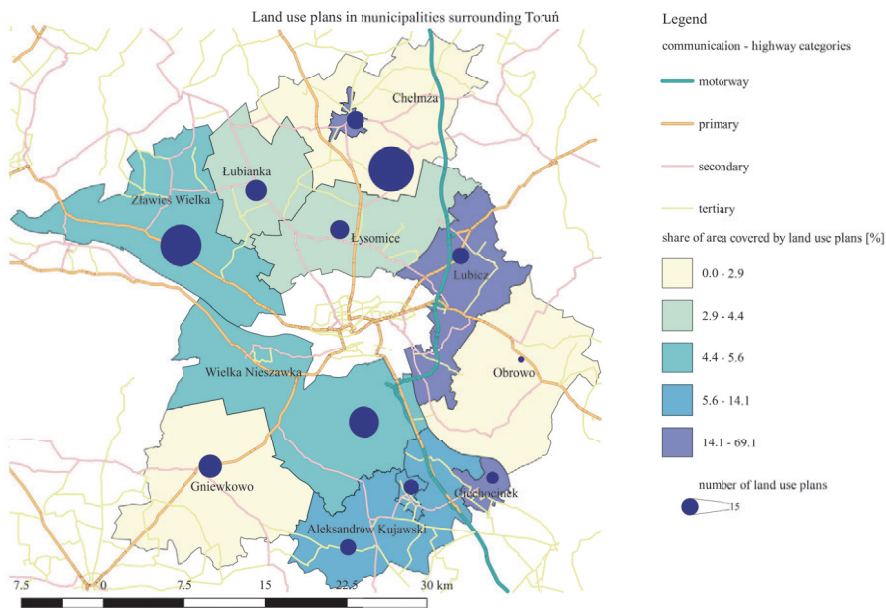 Land use plans in municipalities surrounding Toruń
Chełmża
Łubianka
Zławieś Wielka
Łysomice
Lubicz
Wielka Nieszawka
Obrowo
Gniewkowo
Ciechocinek
Aleksandrów Kujawski
7.5 0 7.5 15 22.5 30 km
Legend
communication - highway categories
motorway
primary
secondary
tertiary
share of area covered by land use plans [%]
0.0 - 2.9
2.9 - 4.4
4.4 - 5.6
5.6 - 14.1
14.1 - 69.1
number of land use plans
15